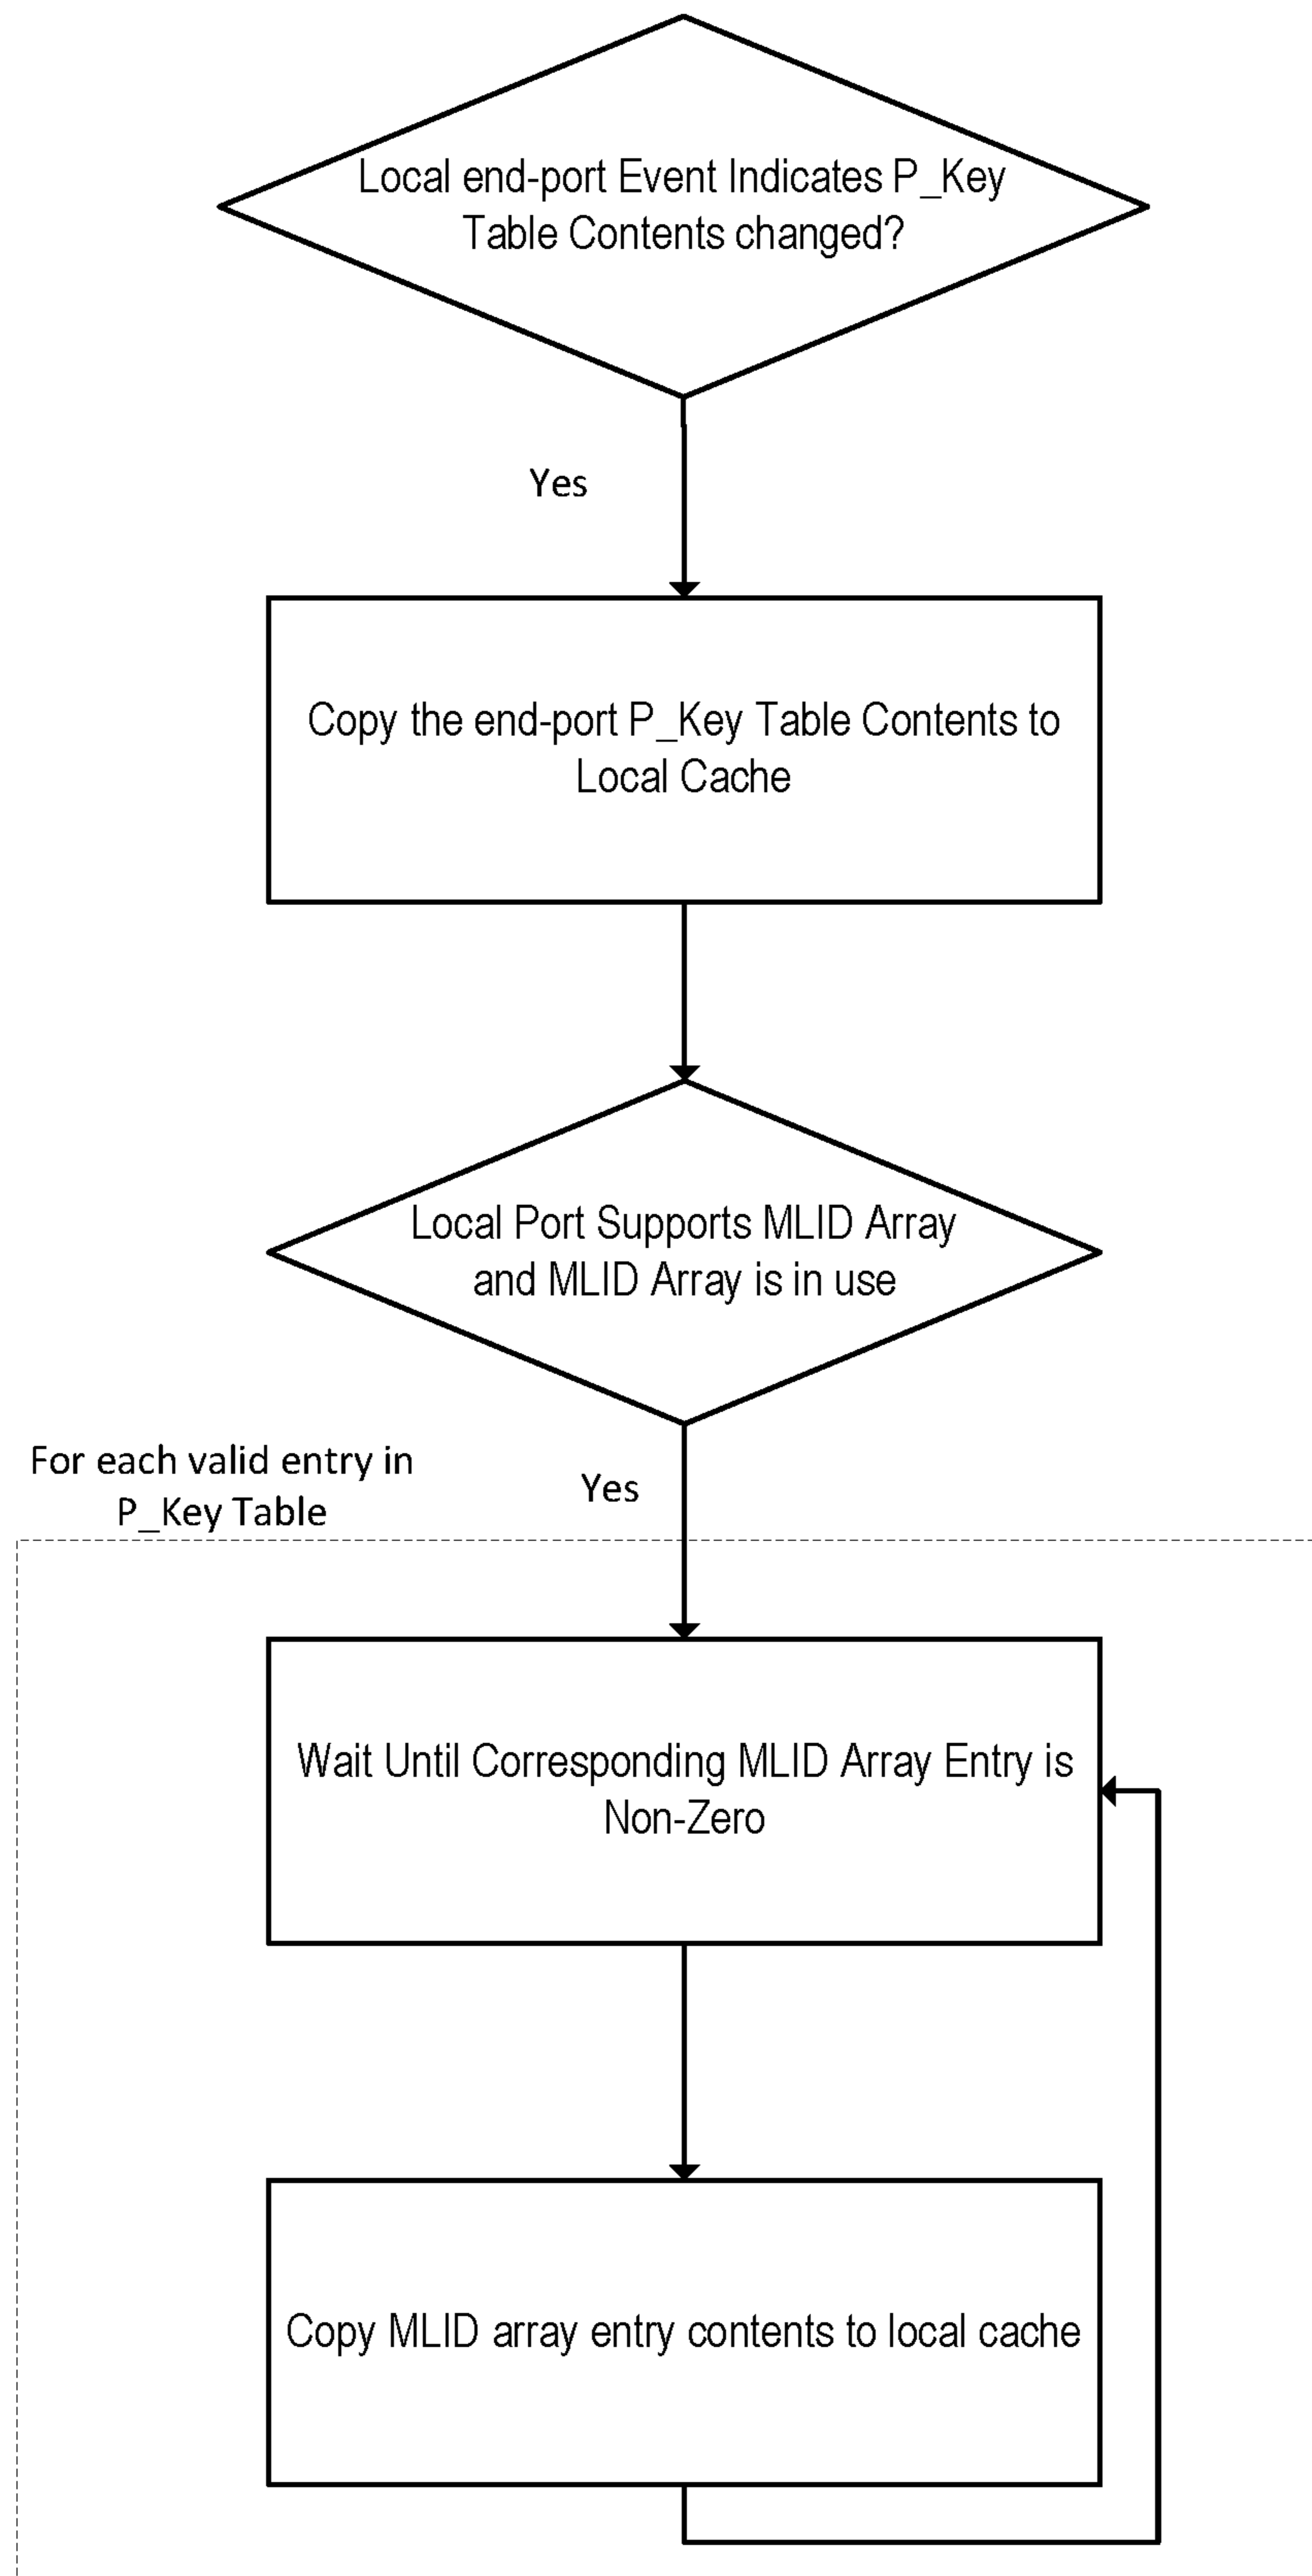 Local end-port Event Indicates P_Key
Table Contents changed?
Yes
Copy the end-port P_Key Table Contents to
Local Cache
Local Port Supports MLID Array
and MLID Array is in use
For each valid entry in
P_Key Table
Yes
Wait Until Corresponding MLID Array Entry is
Non-Zero
Copy MLID array entry contents to local cache